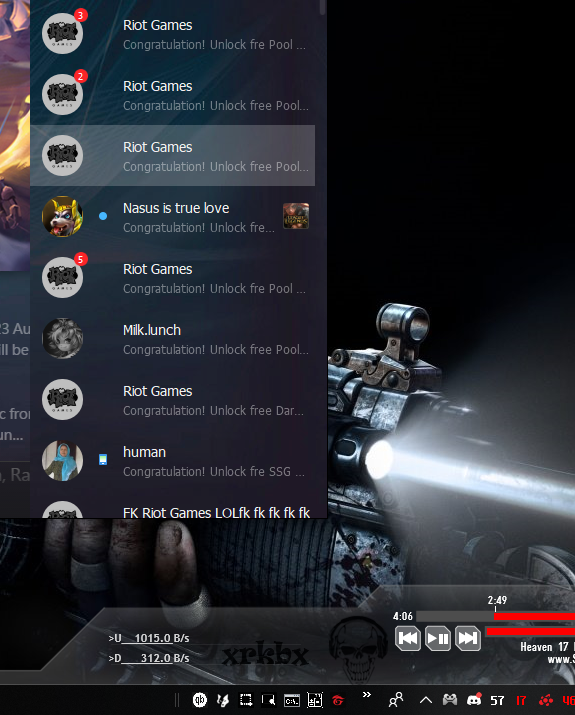 3
Riot Games
Congratulation! Unlock fre Pool ...
2
Riot Games
Congratulation! Unlock free Pool...
Riot Games
Congratulation! Unlock free Pool...
Nasus is true love
Congratulation! Unlock fre...
5
Riot Games
Congratulation! Unlock fre Pool ...
Milk.lunch
Congratulation! Unlock free Pool...
Riot Games
Congratulation! Unlock free Dar...
human
Congratulation! Unlock fre SSG ...
FK Riot Games LOLfk fk fk fk fk
23 Au
ll be
c from
un...
, Ra
2:49
4:06
>U 1015.0 B/s
>D 312.0 B/s
xrkbx
Heaven 17
www.S
57
17
46